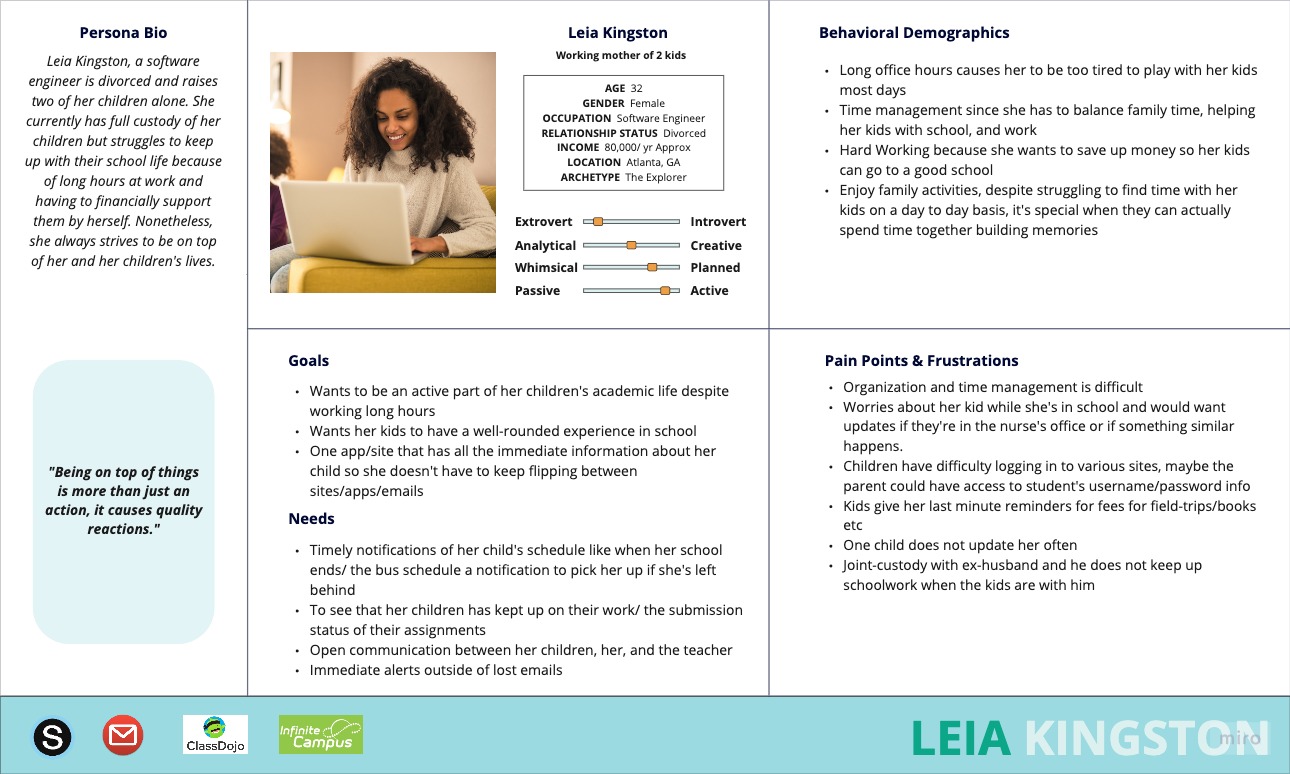 Persona Bio
Leia Kingston, a software
engineer is divorced and raises
two of her children alone. She
currently has full custody of her
children but struggles to keep
up with their school life because
of long hours at work and
having to financially support
them by herself. Nonetheless,
she always strives to be on top
of her and her children's lives.
"Being on top of things
is more than just an
action, it causes quality
reactions."
Leia Kingston
Working mother of 2 kids
AGE 32
GENDER Female
OCCUPATION Software Engineer
RELATIONSHIP STATUS Divorced
INCOME 80,000/ yr Approx
LOCATION Atlanta, GA
ARCHETYPE The Explorer
Extrovert Introvert
Analytical Creative
Whimsical Planned
Passive Active
Behavioral Demographics
• Long office hours causes her to be too tired to play with her kids
most days
• Time management since she has to balance family time, helping
her kids with school, and work
• Hard Working because she wants to save up money so her kids
can go to a good school
• Enjoy family activities, despite struggling to find time with her
kids on a day to day basis, it's special when they can actually
spend time together building memories
Goals
• Wants to be an active part of her children's academic life despite
working long hours
• Wants her kids to have a well-rounded experience in school
• One app/site that has all the immediate information about her
child so she doesn't have to keep flipping between
sites/apps/emails
Needs
• Timely notifications of her child's schedule like when her school
ends/ the bus schedule a notification to pick her up if she's left
behind
• To see that her children has kept up on their work/ the submission
status of their assignments
• Open communication between her children, her, and the teacher
• Immediate alerts outside of lost emails
Pain Points & Frustrations
• Organization and time management is difficult
• Worries about her kid while she's in school and would want
updates if they're in the nurse's office or if something similar
happens.
• Children have difficulty logging in to various sites, maybe the
parent could have access to student's username/password info
• Kids give her last minute reminders for fees for field-trips/books
etc
• One child does not update her often
• Joint-custody with ex-husband and he does not keep up
schoolwork when the kids are with him
S
ClassDojo
Infinite
Campus
LEIA KINGSTON
miro